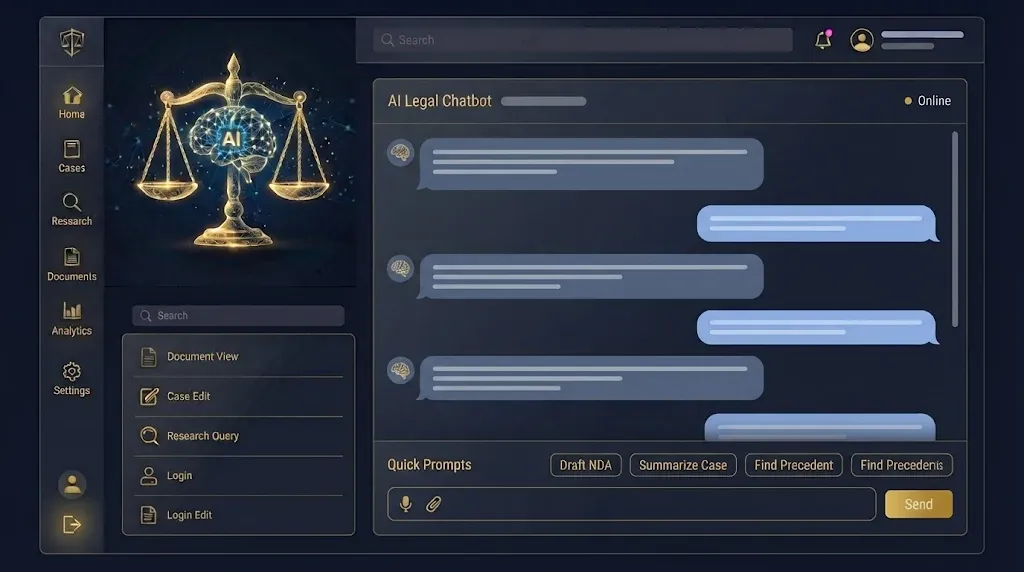 Search
Home
Cases
Research
Documents
Analytics
Settings
AI
Search
Document View
Case Edit
Research Query
Login
Login Edit
AI Legal Chatbot
Online
Quick Prompts
Draft NDA
Summarize Case
Find Precedent
Find Precedenis
Send